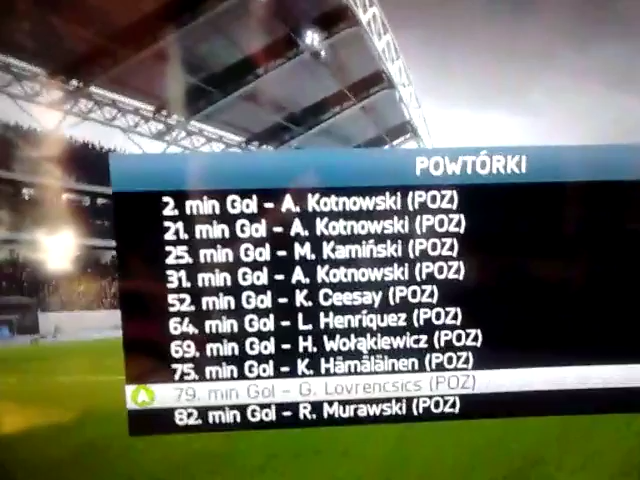 POWTÓRKI
2. min Gol - A. Kotnowski (POZ)
21. min Gol - A. Kotnowski (POZ)
25. min Gol - M. Kamiński (POZ)
31. min Gol - A. Kotnowski (POZ)
52. min Gol - K. Ceesay (POZ)
64. min Gol - L. Henríquez (POZ)
69. min Gol - H. Wołąkiewicz (POZ)
75. min Gol - K. Hämäläinen (POZ)
A 79. min Gol - G. Lovrencsics (POZ)
82. min Gol - R. Murawski (POZ)